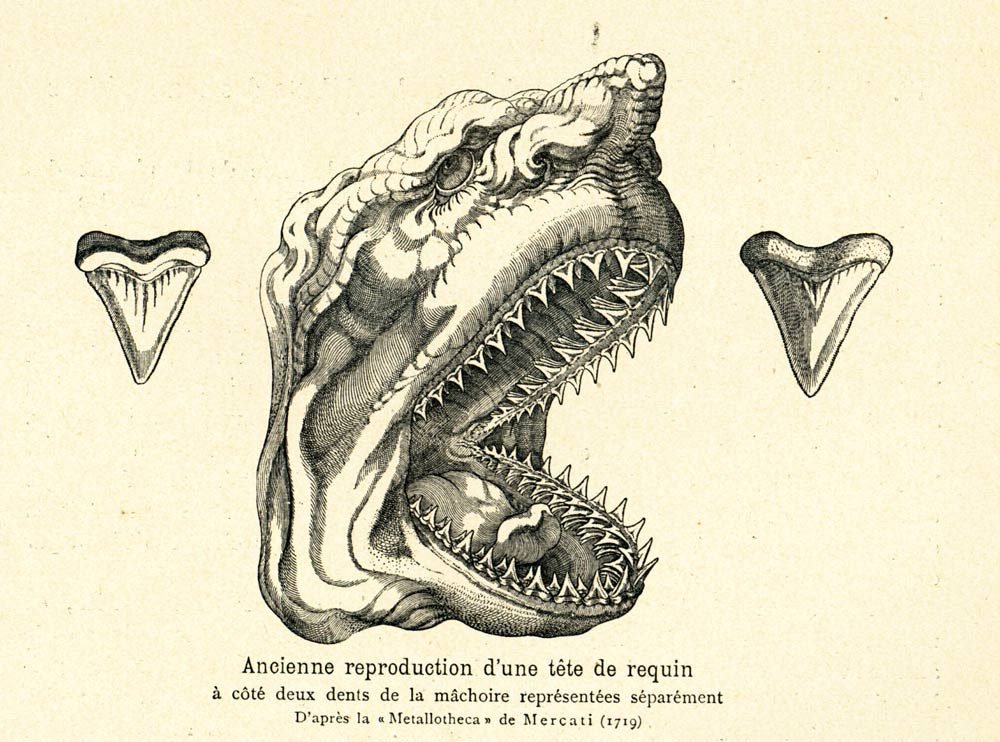 Ancienne reproduction d'une tête de requin
à côté deux dents de la mâchoire représentées séparément
D'après la « Metallotheca » de Mercati (1719)